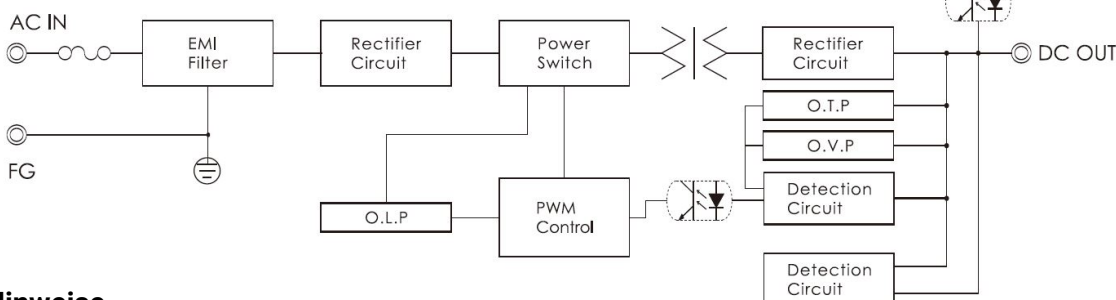 AC IN
EMI
Filter
Rectifier
Circuit
Power
Switch
Rectifier
Circuit
DC OUT
O.T.P
O.V.P
FG
O.L.P
PWM
Control
Detection
Circuit
Detection
Circuit